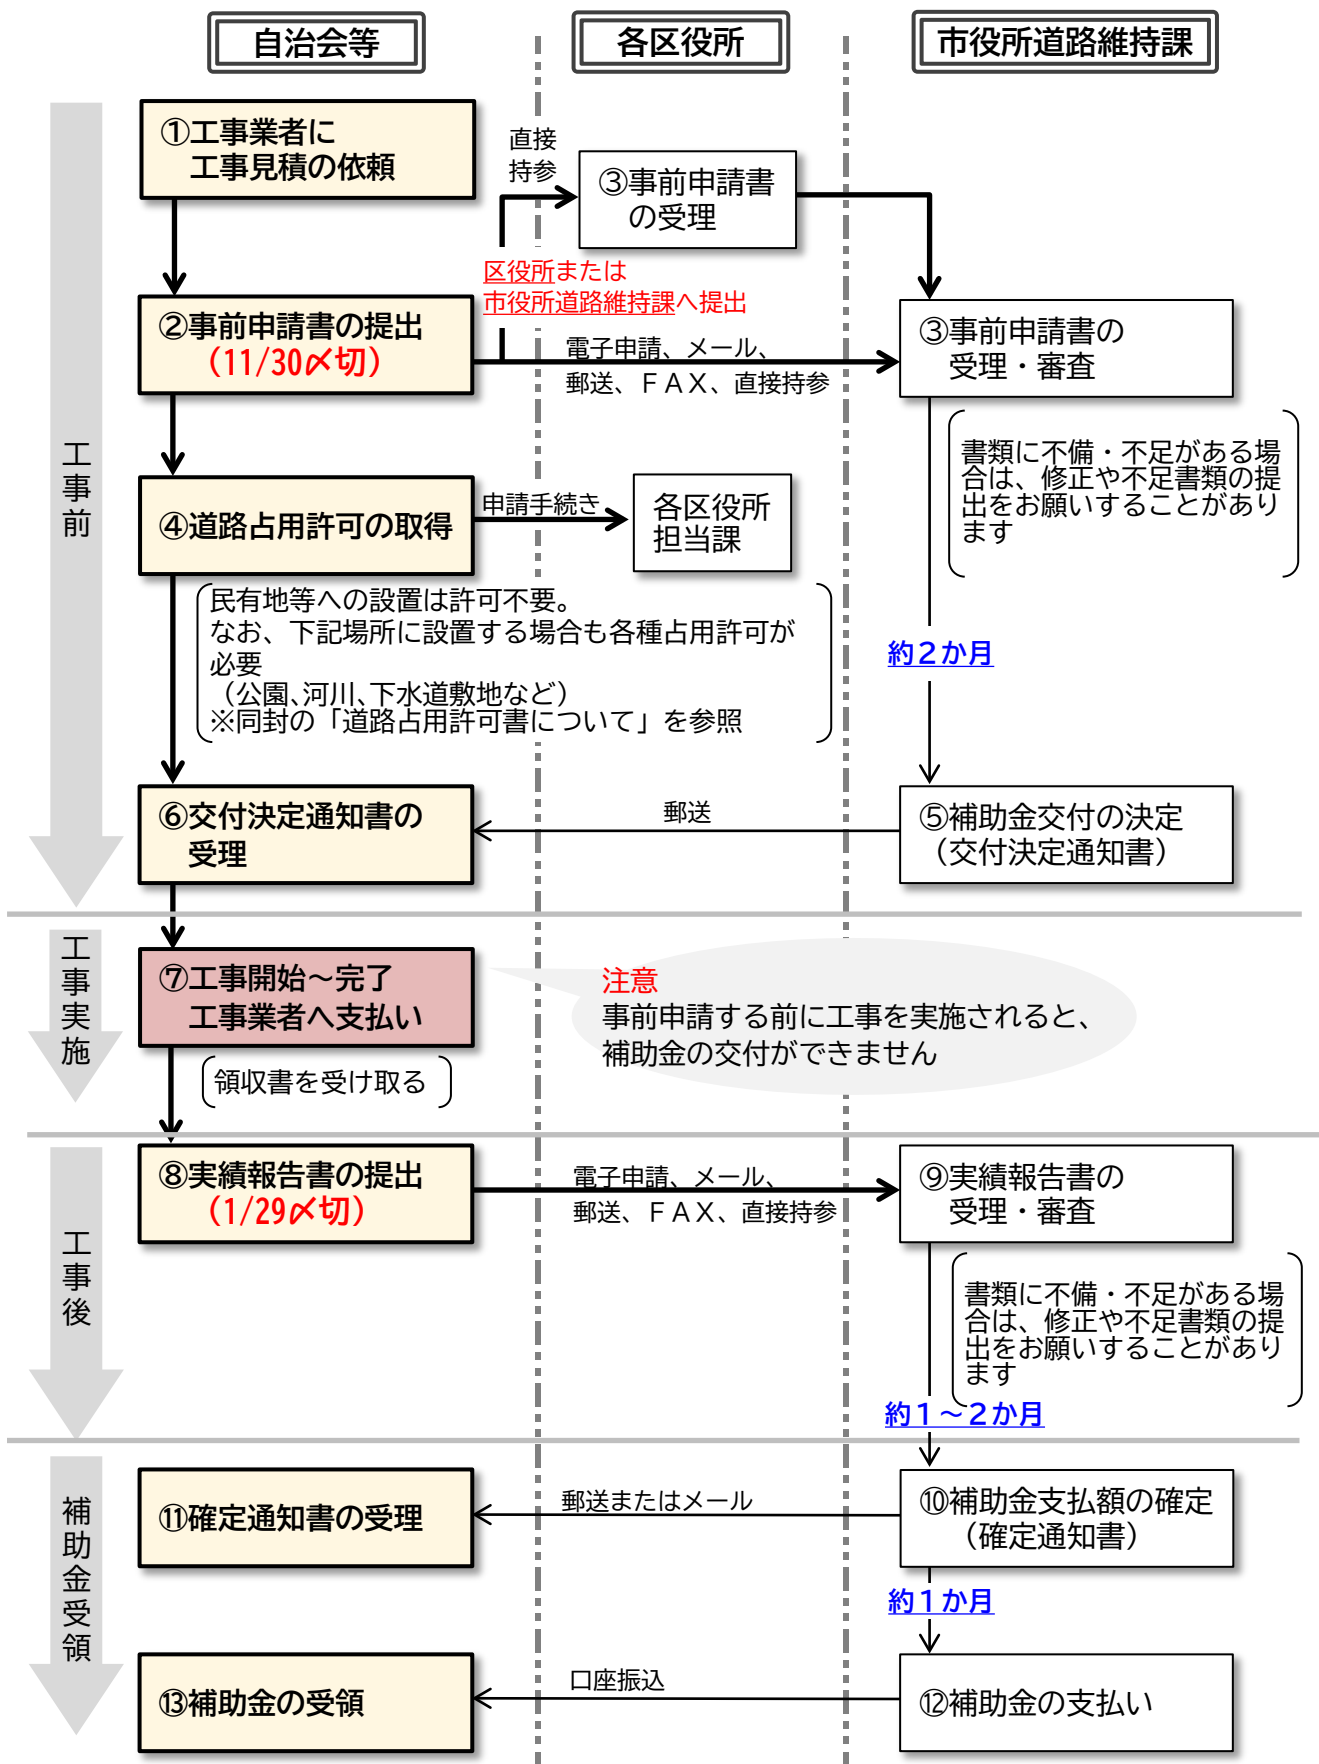 自治会等
各区役所
市役所道路維持課
工事前
①工事業者に
工事見積の依頼
直接
持参
③事前申請書
の受理
区役所または
市役所道路維持課へ提出
②事前申請書の提出
（11/30〆切）
電子申請、メール、
郵送、ＦＡＸ、直接持参
③事前申請書の
受理・審査
書類に不備・不足がある場
合は、修正や不足書類の提
出をお願いすることがあり
ます
④道路占用許可の取得
申請手続き
各区役所
担当課
民有地等への設置は許可不要。
なお、下記場所に設置する場合も各種占用許可が
必要
（公園、河川、下水道敷地など）
※同封の「道路占用許可書について」を参照
約２か月
⑥交付決定通知書の
受理
郵送
⑤補助金交付の決定
（交付決定通知書）
工事実施
⑦工事開始～完了
工事業者へ支払い
注意
事前申請する前に工事を実施されると、
補助金の交付ができません
領収書を受け取る
工事後
⑧実績報告書の提出
（1/29〆切）
電子申請、メール、
郵送、ＦＡＸ、直接持参
⑨実績報告書の
受理・審査
書類に不備・不足がある場
合は、修正や不足書類の提
出をお願いすることがあり
ます
約１～２か月
補助金受領
⑪確定通知書の受理
郵送またはメール
⑩補助金支払額の確定
（確定通知書）
約１か月
⑬補助金の受領
口座振込
⑫補助金の支払い